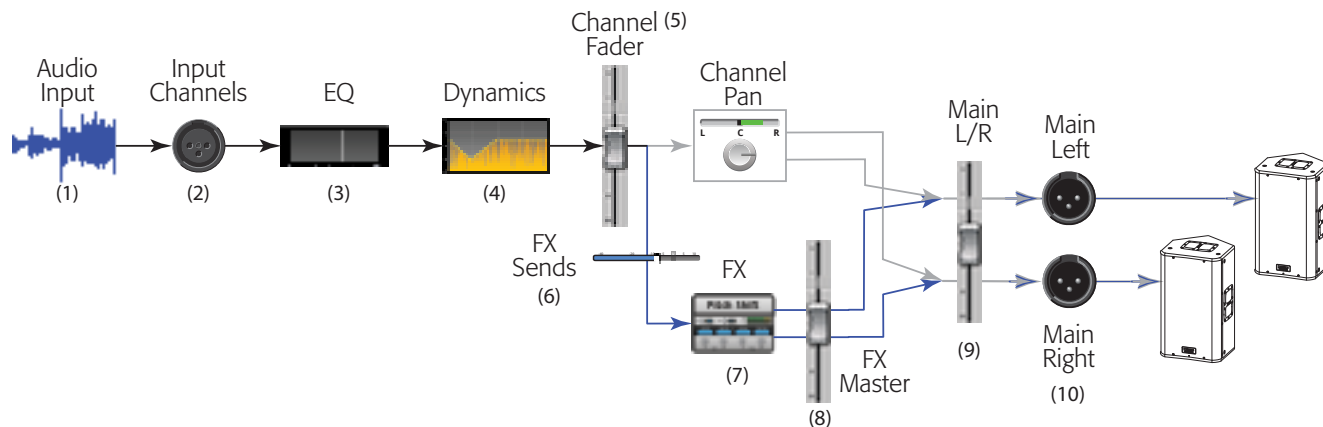 Audio
Input
(1)
Input
Channels
(2)
EQ
(3)
Dynamics
(4)
Channel (5)
Fader
FX
Sends
(6)
Channel
Pan
L C R
FX
(7)
(8)
FX
Master
Main
L/R
(9)
Main
Left
Main
Right
(10)